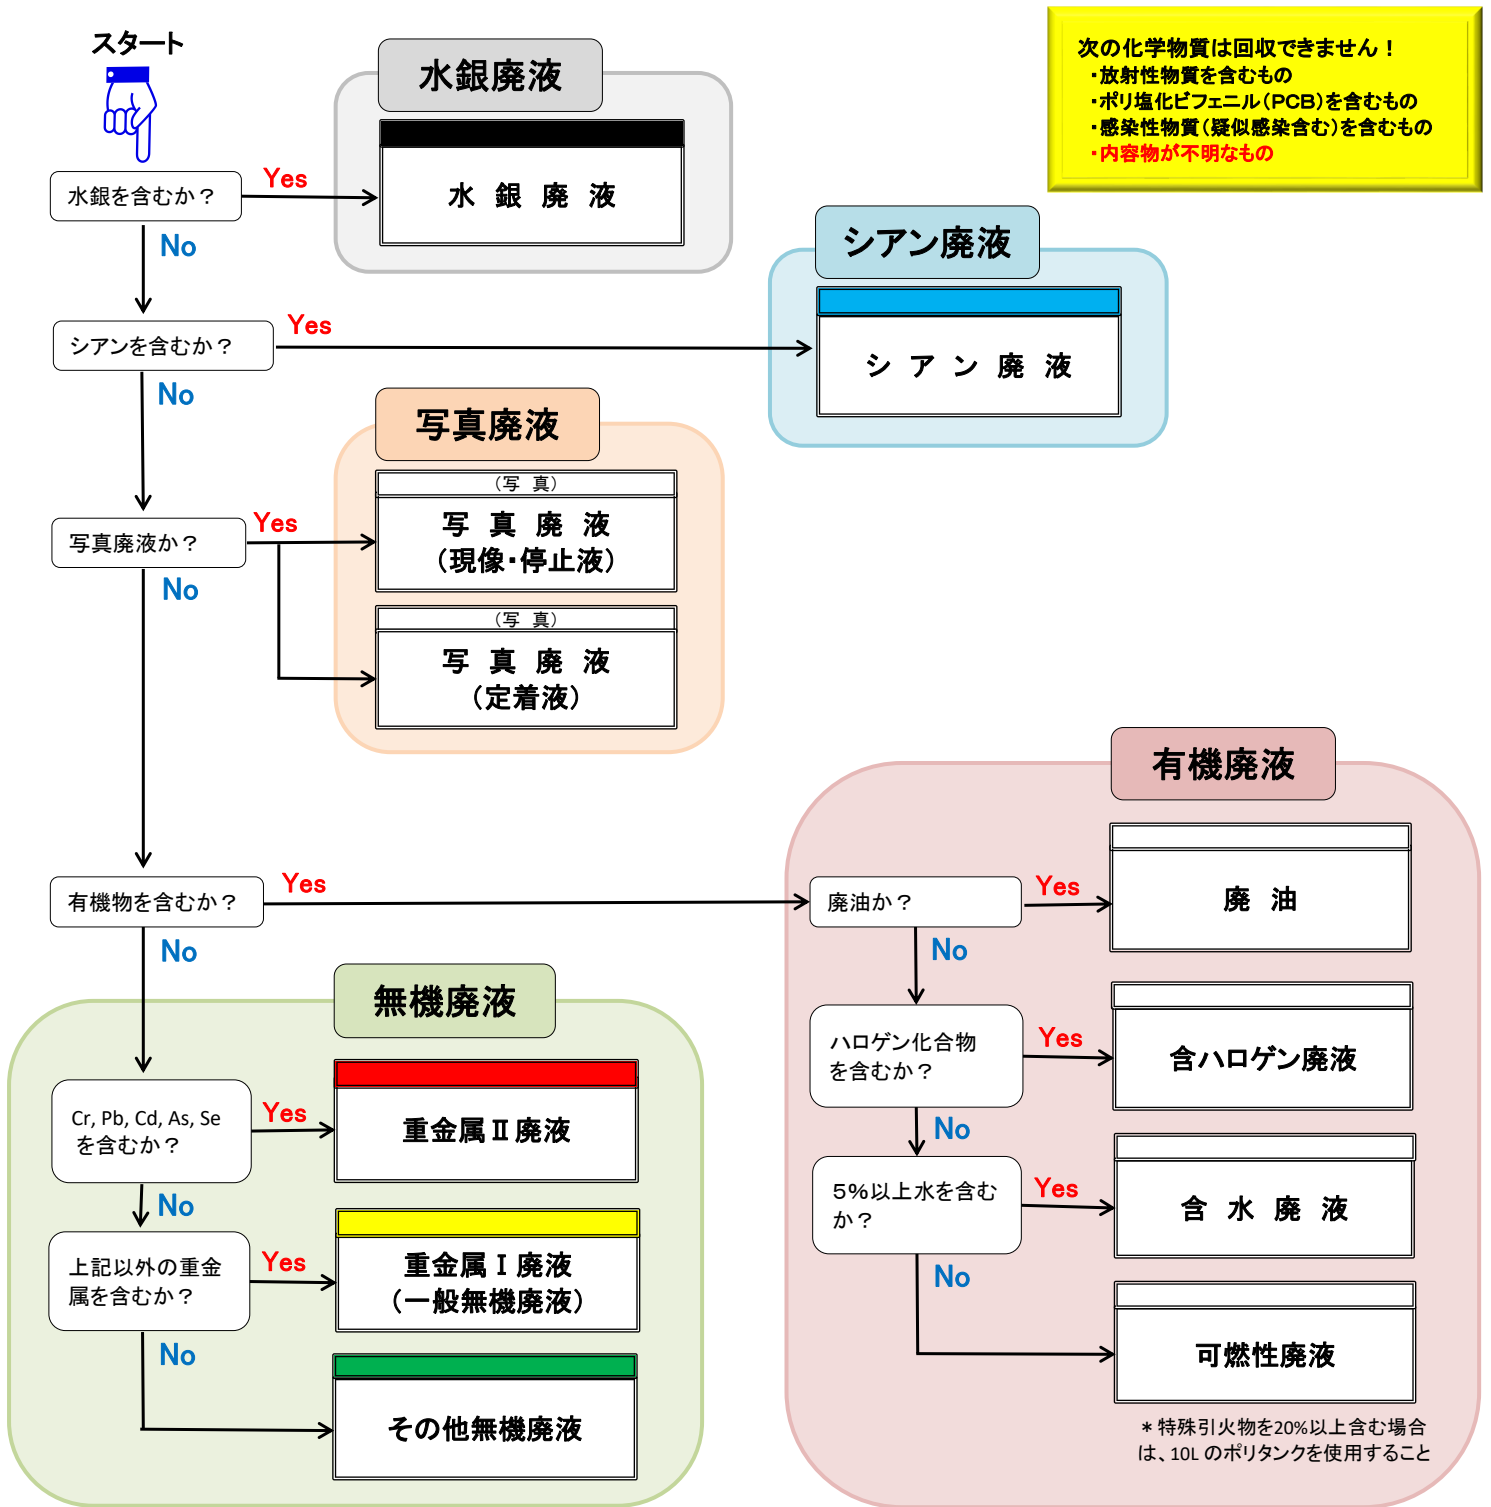 スタート
次の化学物質は回収できません！
・放射性物質を含むもの
・ポリ塩化ビフェニル（PCB）を含むもの
・感染性物質（疑似感染含む）を含むもの
・内容物が不明なもの
水銀廃液
水 銀 廃 液
水銀を含むか？
Yes
No
シアン廃液
シ ア ン 廃 液
シアンを含むか？
Yes
No
写真廃液
（写 真）
写 真 廃 液
（現像・停止液）
写真廃液か？
Yes
No
（写 真）
写 真 廃 液
（定着液）
有機廃液
有機物を含むか？
Yes
No
廃油か？
Yes
廃 油
No
ハロゲン化合物
を含むか？
Yes
含ハロゲン廃液
No
５％以上水を含む
か？
Yes
含 水 廃 液
No
可燃性廃液
＊特殊引火物を20%以上含む場合
は、10L のポリタンクを使用すること
無機廃液
Cr, Pb, Cd, As, Se
を含むか？
Yes
重金属Ⅱ廃液
No
上記以外の重金
属を含むか？
Yes
重金属Ⅰ廃液
（一般無機廃液）
No
その他無機廃液